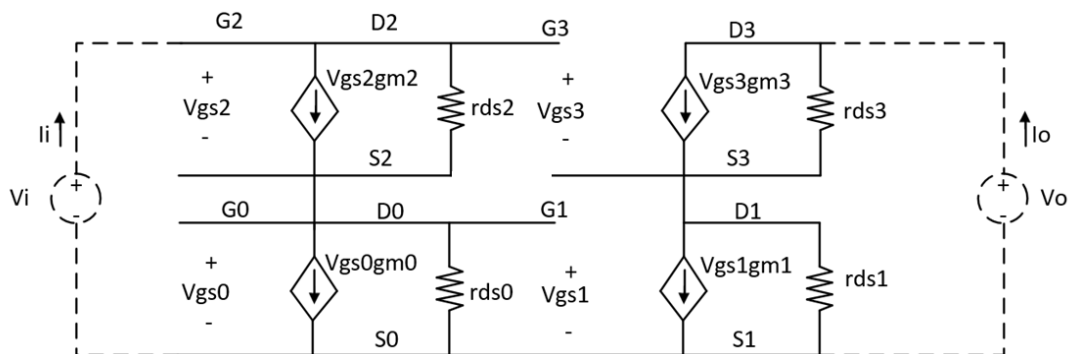 G2 D2 G3 D3
+ Vgs2gm2 + Vgs3gm3
Vgs2 rds2 Vgs3 rds3
- -
Ii Io
S2 S3
Vi + - + - Vo
G0 D0 G1 D1
+ Vgs0gm0 + Vgs1gm1
Vgs0 rds0 Vgs1 rds1
- -
S0 S1